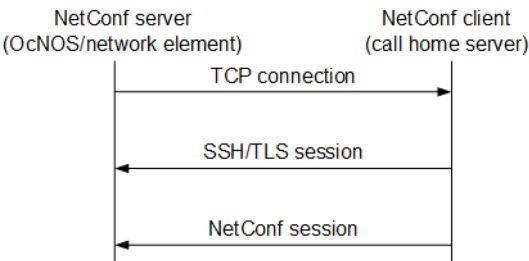 NetConf server
(OcNOS/network element)
NetConf client
(call home server)
TCP connection
SSH/TLS session
NetConf session